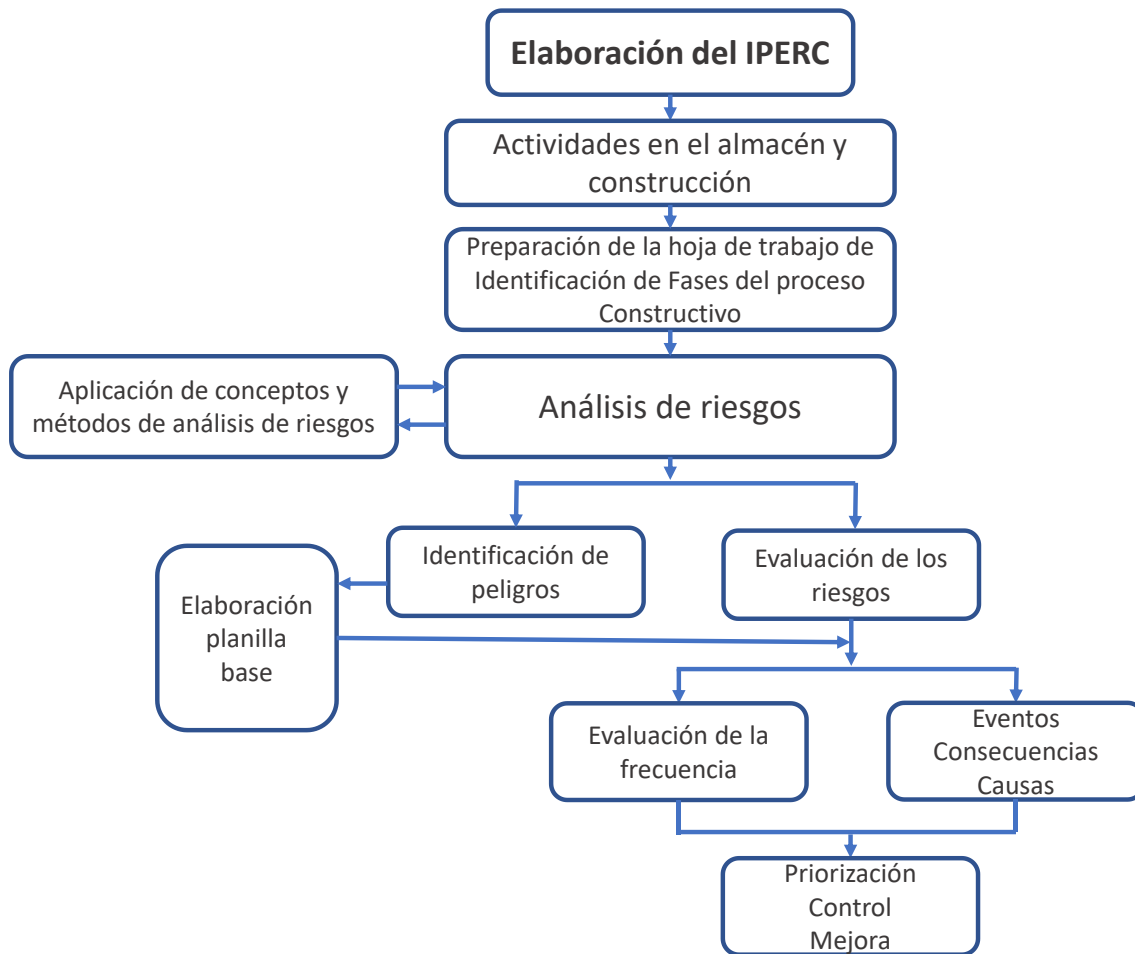 Elaboración del IPERC
Actividades en el almacén y
construcción
Preparación de la hoja de trabajo de
Identificación de Fases del proceso
Constructivo
Aplicación de conceptos y
métodos de análisis de riesgos
Análisis de riesgos
Identificación de
peligros
Evaluación de los
riesgos
Elaboración
planilla
base
Evaluación de la
frecuencia
Eventos
Consecuencias
Causas
Priorización
Control
Mejora